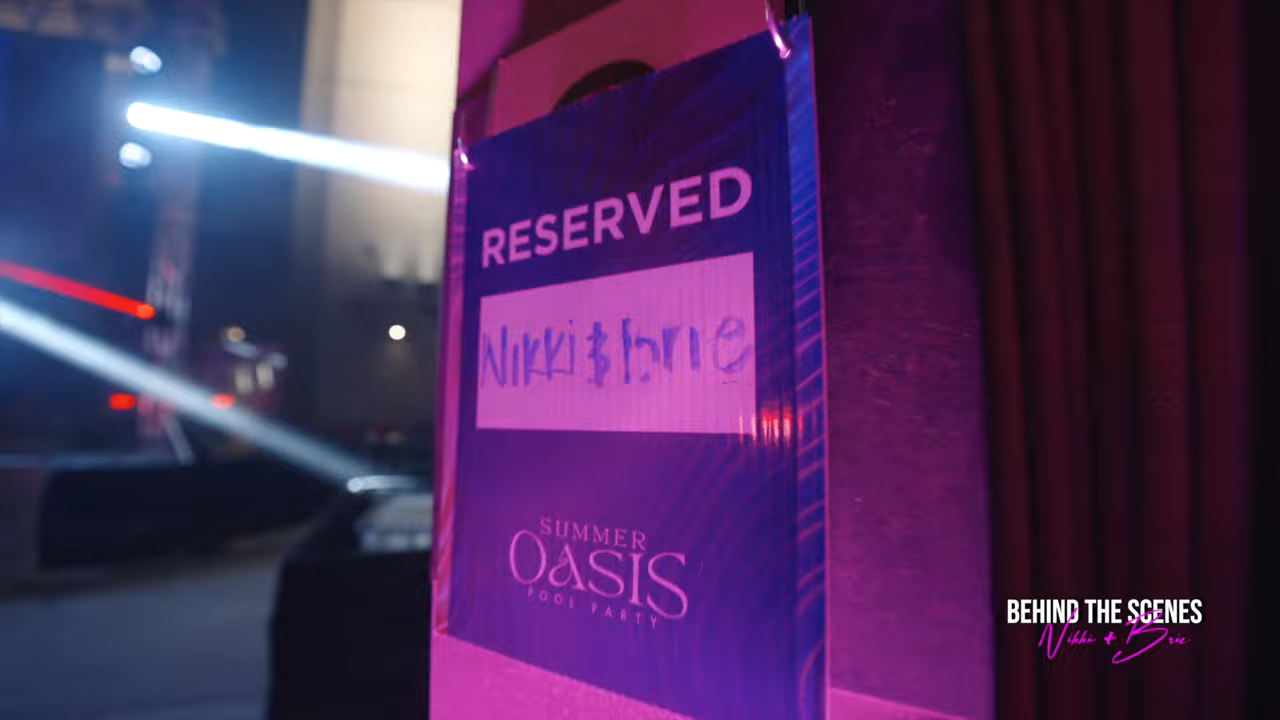 RESERVED
Nikki & Brie
SUMMER
OASIS
POOL PARTY
BEHIND THE SCENES
Nikki + Brie